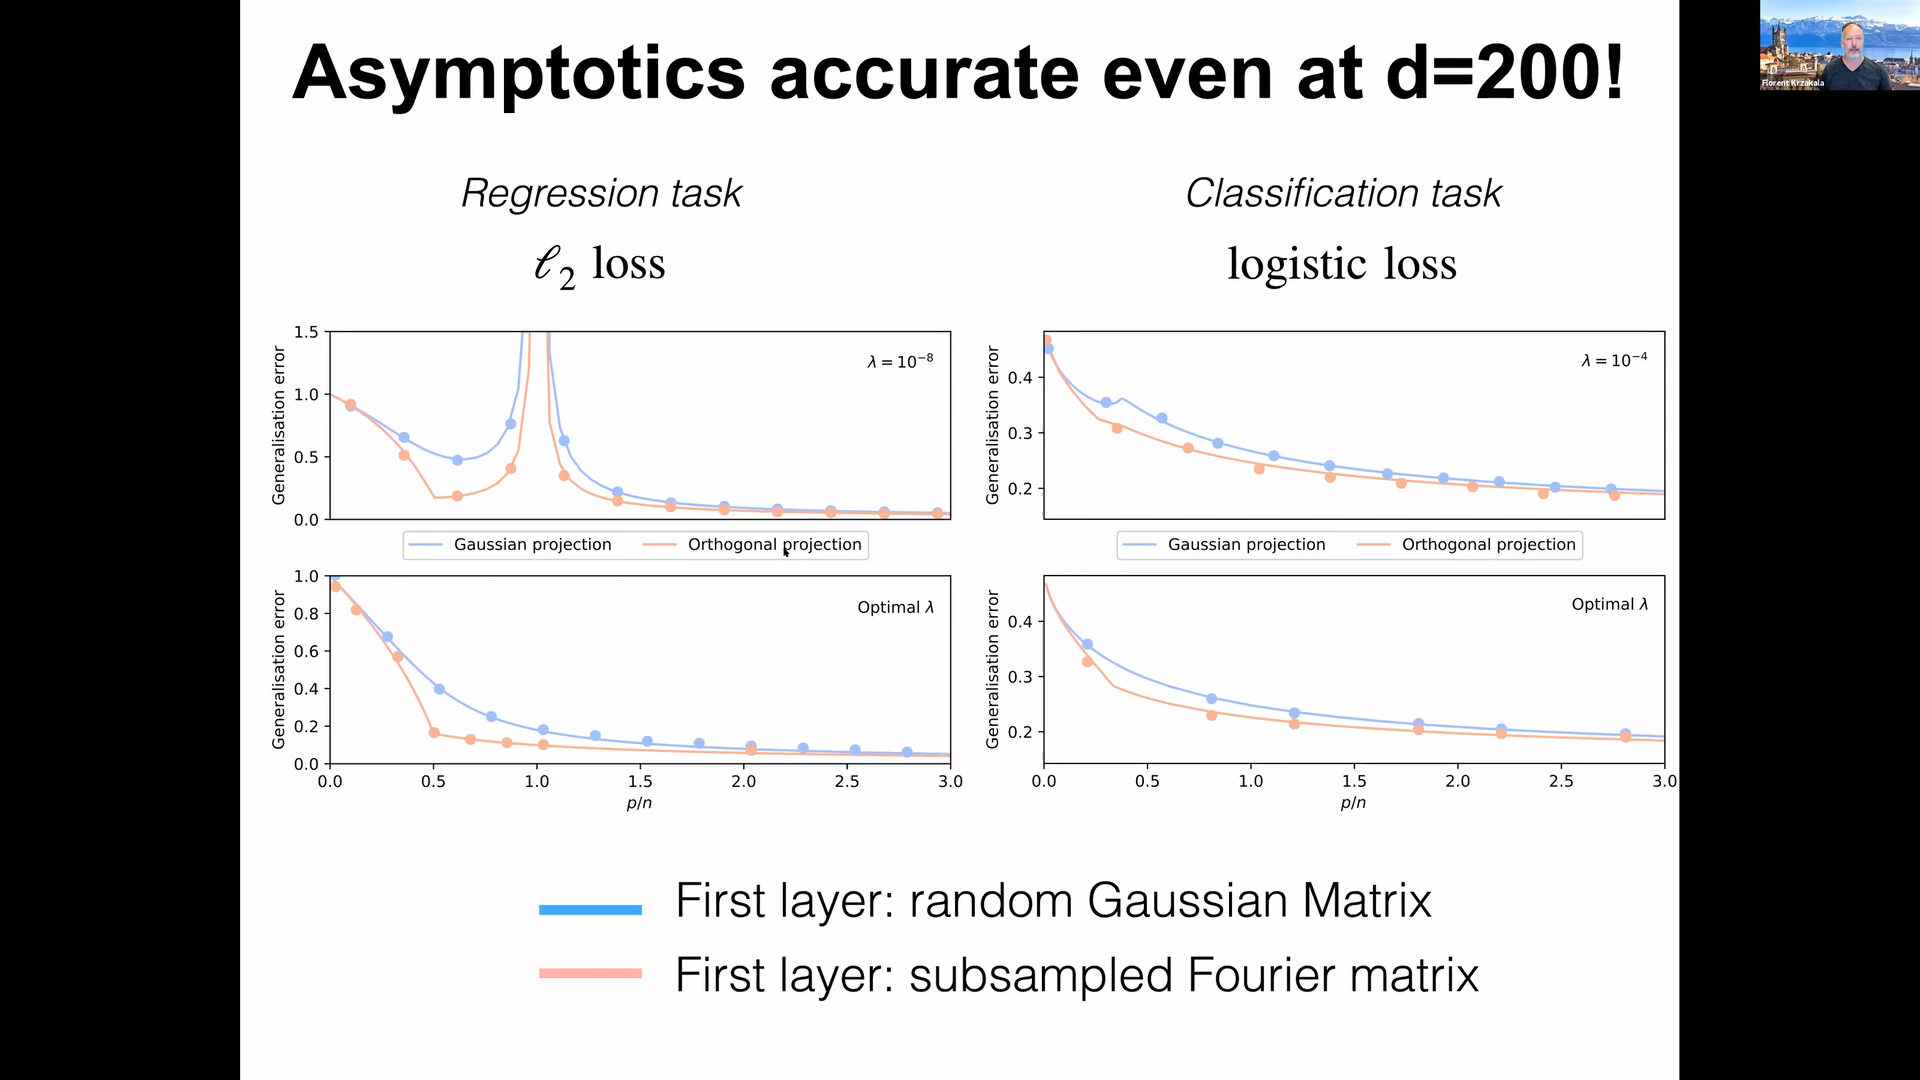 Asymptotics accurate even at d=200!
Florent Krzakala
Regression task
ℓ₂ loss
Classification task
logistic loss
Generalisation error
1.5
1.0
0.5
0.0
λ = 10⁻⁸
Gaussian projection
Orthogonal projection
Generalisation error
0.4
0.3
0.2
λ = 10⁻⁴
Gaussian projection
Orthogonal projection
Generalisation error
1.0
0.8
0.6
0.4
0.2
0.0
Optimal λ
0.0 0.5 1.0 1.5 2.0 2.5 3.0
p/n
Generalisation error
0.4
0.3
0.2
Optimal λ
0.0 0.5 1.0 1.5 2.0 2.5 3.0
p/n
First layer: random Gaussian Matrix
First layer: subsampled Fourier matrix